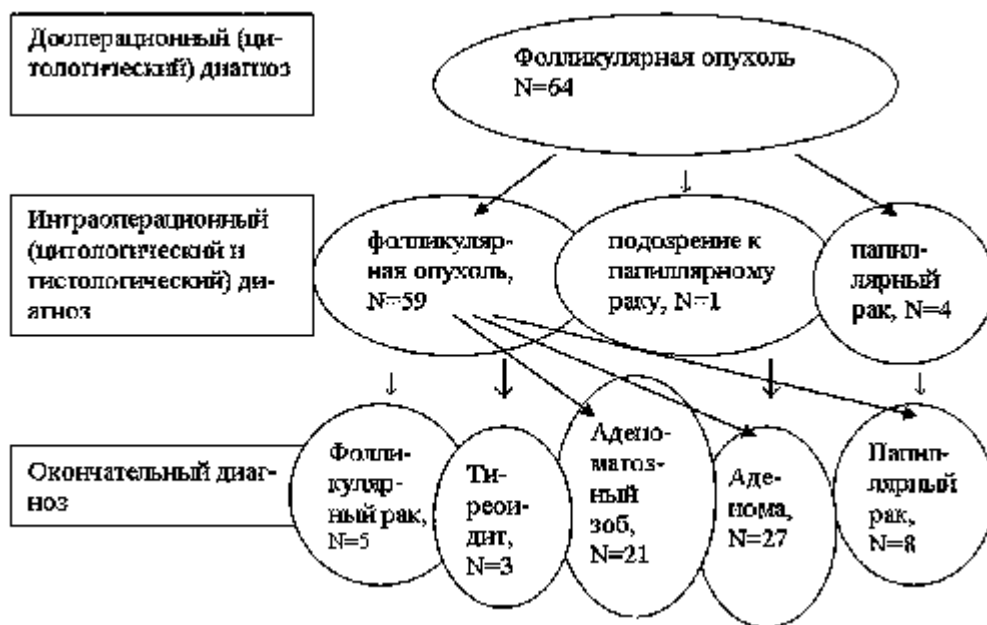 Дооперационный (ци-
тологический) диагноз
Фолликулярная опухоль
N=64
Интраоперационный
(цитологический и
гистологический) ди-
агноз
фолликуляр-
ная опухоль,
N=59
подозрение к
папиллярному
раку, N=1
папил-
лярный
рак, N=4
Окончательный диаг-
ноз
Фолли-
куляр-
ный рак,
N=5
Ти-
реои-
дит,
N=3
Адено-
матоз-
ный
зоб,
N=21
Аде-
нома,
N=27
Папил-
лярный
рак,
N=8